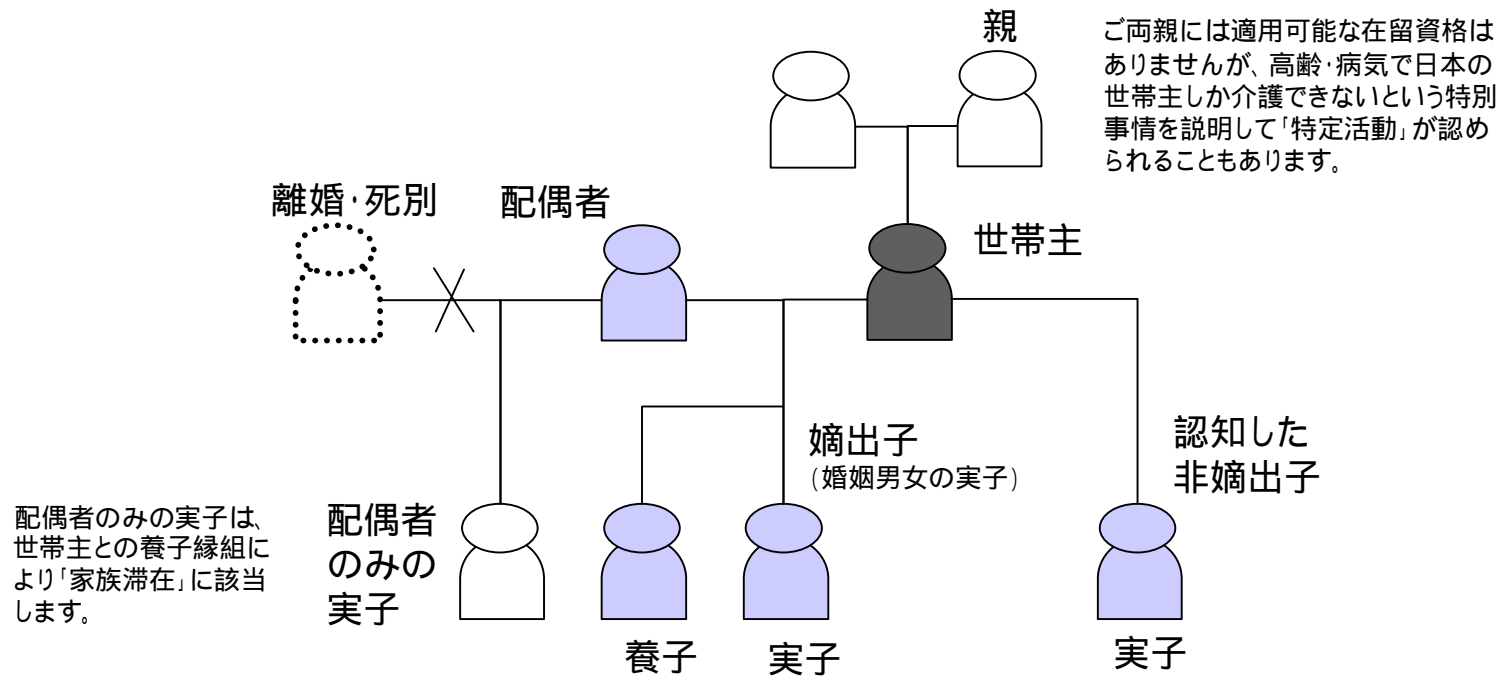 親
ご両親には適用可能な在留資格は
ありませんが、高齢・病気で日本の
世帯主しか介護できないという特別
事情を説明して「特定活動」が認め
られることもあります。
離婚・死別
配偶者
世帯主
嫡出子
(婚姻男女の実子)
認知した
非嫡出子
配偶者のみの実子は、
世帯主との養子縁組に
より「家族滞在」に該当
します。
配偶者
のみの
実子
養子
実子
実子